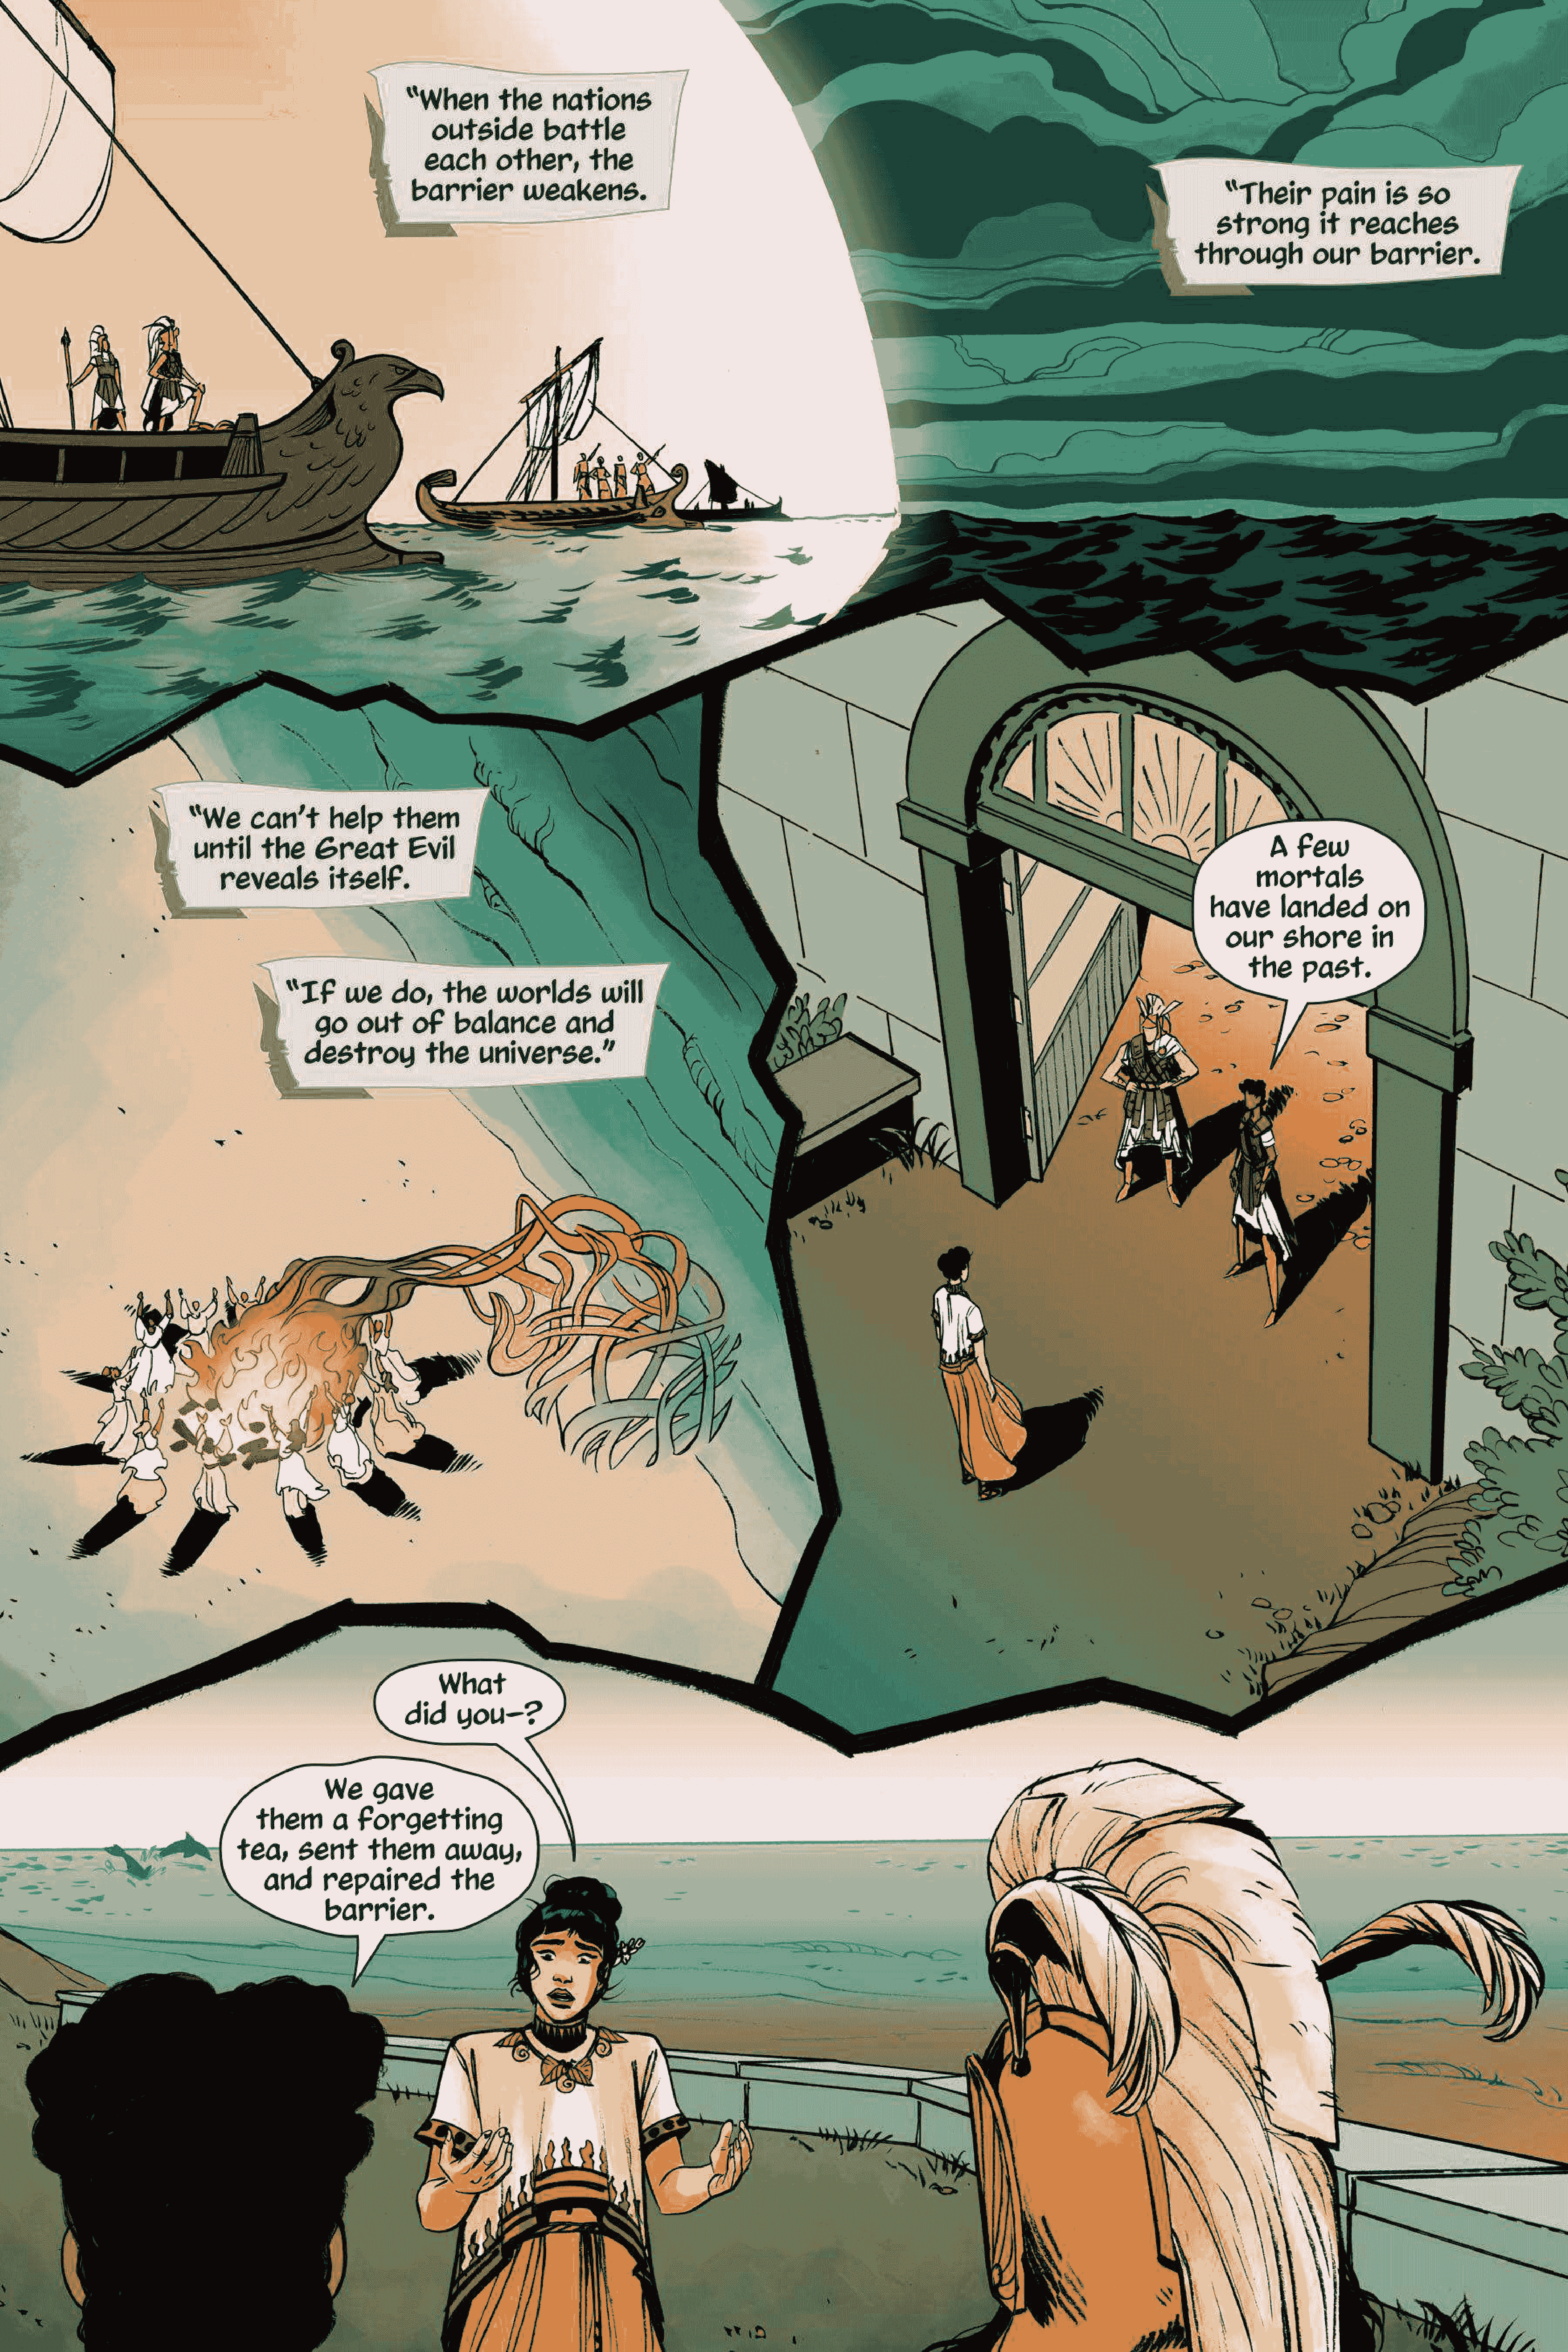 "When the nations
outside battle
each other, the
barrier weakens.
"Their pain is so
strong it reaches
through our barrier.
"We can't help them
until the Great Evil
reveals itself.
"If we do, the worlds will
go out of balance and
destroy the universe."
A few
mortals
have landed on
our shore in
the past.
What
did you—?
We gave
them a forgetting
tea, sent them away,
and repaired the
barrier.